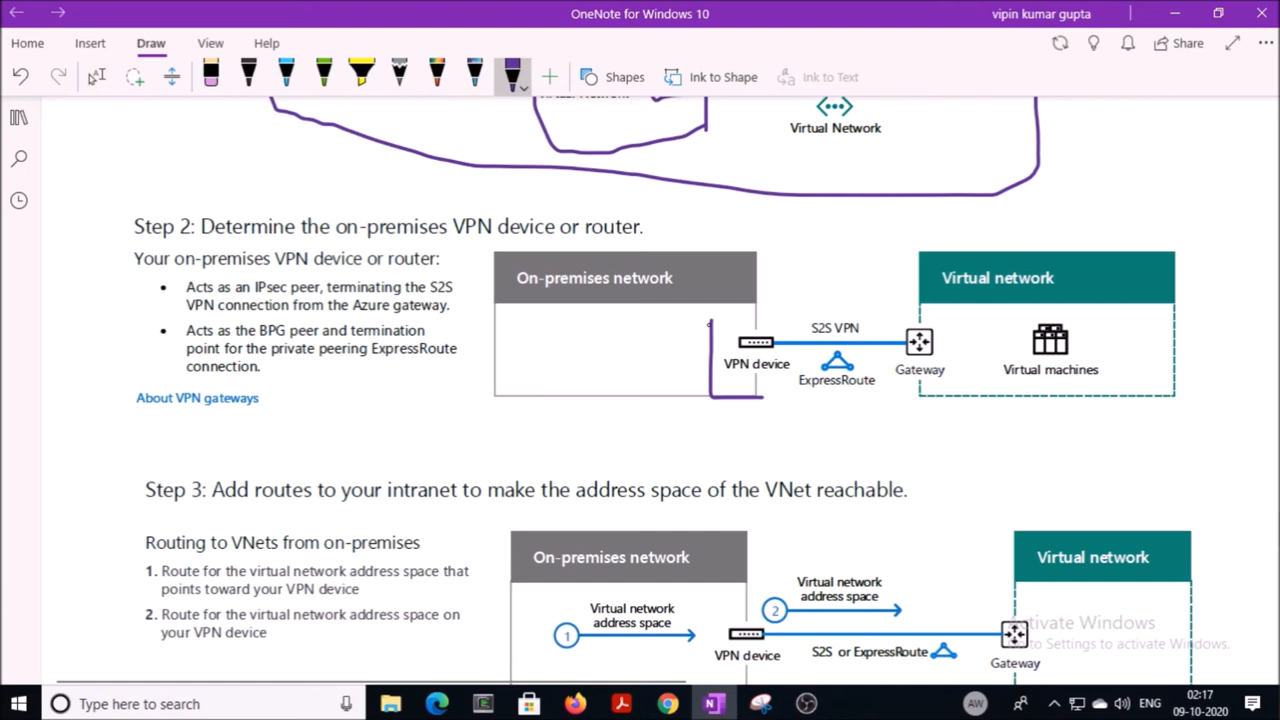 OneNote for Windows 10
vipin kumar gupta
Home
Insert
Draw
View
Help
Share
Shapes
Ink to Shape
Ink to Text
Virtual Network
Step 2: Determine the on-premises VPN device or router.
Your on-premises VPN device or router:
• Acts as an IPsec peer, terminating the S2S
VPN connection from the Azure gateway.
• Acts as the BPG peer and termination
point for the private peering ExpressRoute
connection.
About VPN gateways
On-premises network
VPN device
S2S VPN
ExpressRoute
Virtual network
Gateway
Virtual machines
Step 3: Add routes to your intranet to make the address space of the VNet reachable.
Routing to VNets from on-premises
1. Route for the virtual network address space that
points toward your VPN device
2. Route for the virtual network address space on
your VPN device
On-premises network
1
Virtual network
address space
VPN device
2
Virtual network
address space
S2S or ExpressRoute
Virtual network
Gateway
Activate Windows
to Settings to activate Windows.
Type here to search
AW
ENG
02:17
09-10-2020